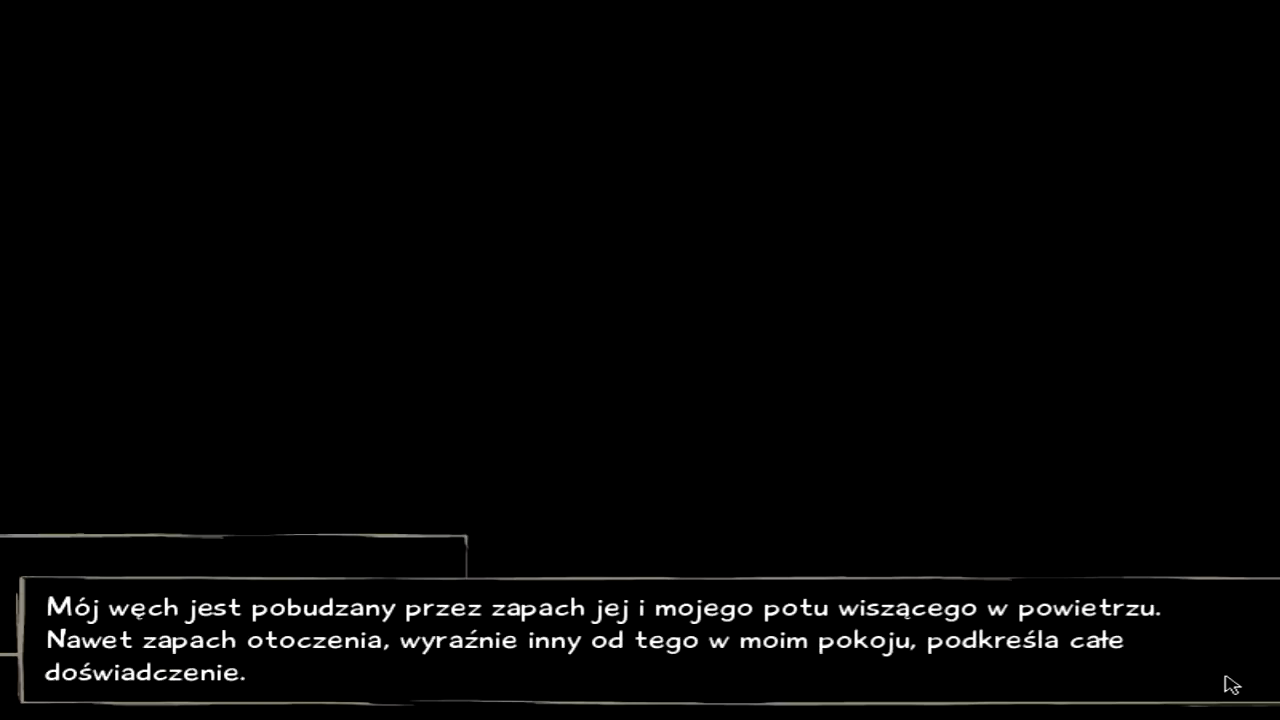 Mój węch jest pobudzany przez zapach jej i mojego potu wiszącego w powietrzu.
Nawet zapach otoczenia, wyraźnie inny od tego w moim pokoju, podkreśla całe
doświadczenie.